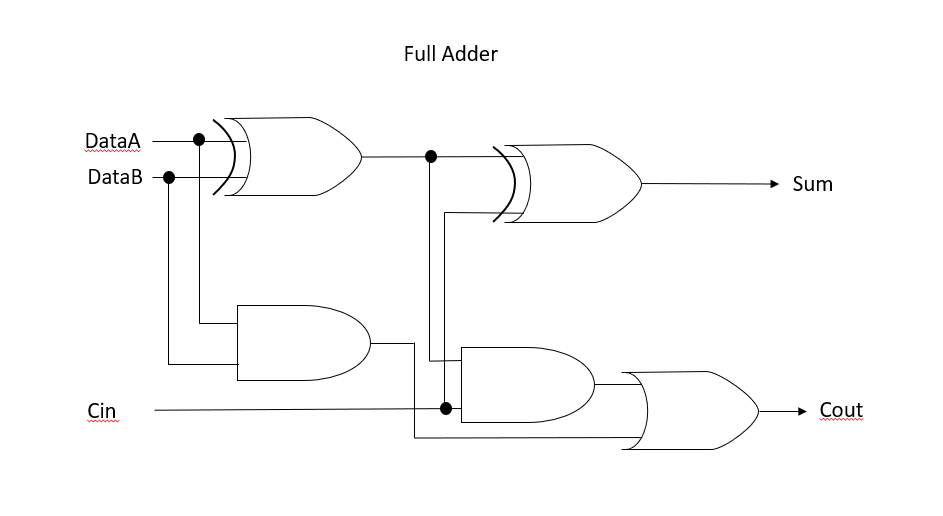 Full Adder
DataA
DataB
Sum
Cin
Cout